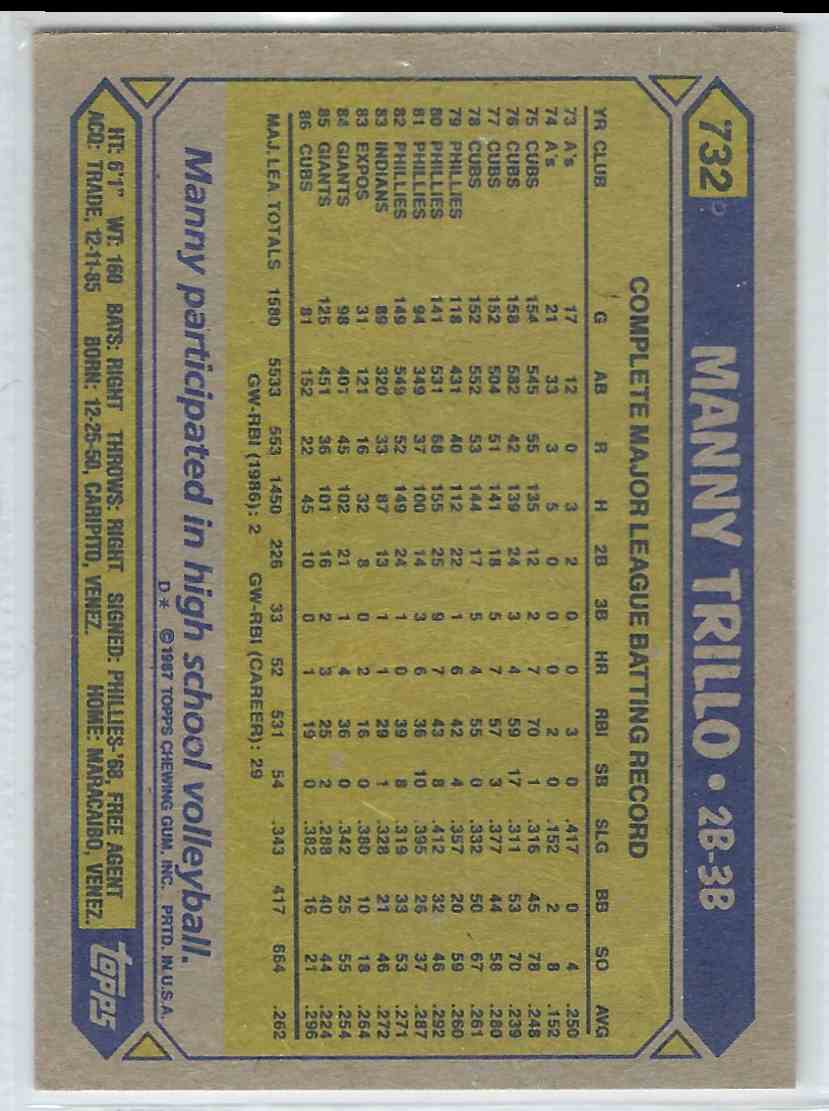 732
MANNY TRILLO • 2B-3B
COMPLETE MAJOR LEAGUE BATTING RECORD
YR CLUB G AB R H 2B 3B HR RBI SB SLG BB SO AVG
73 A's 17 12 0 3 2 0 0 3 0 .417 0 4 .250
74 A's 21 33 3 5 0 0 0 2 0 .152 2 8 .152
75 CUBS 154 545 55 135 12 2 7 70 1 .316 45 78 .248
76 CUBS 158 582 42 139 24 3 4 59 17 .311 53 70 .239
77 CUBS 152 504 51 141 18 5 7 57 3 .377 44 58 .280
78 CUBS 152 552 53 144 17 5 4 55 0 .332 50 67 .261
79 PHILLIES 118 431 40 112 22 1 6 42 4 .357 20 59 .260
80 PHILLIES 141 531 68 155 25 9 7 43 8 .412 32 46 .292
81 PHILLIES 94 349 37 100 14 3 6 36 10 .395 26 37 .287
82 PHILLIES 149 549 52 149 24 1 0 39 8 .319 33 53 .271
83 INDIANS 89 320 33 87 13 1 1 29 1 .328 21 46 .272
83 EXPOS 31 121 16 32 8 0 2 16 0 .380 10 18 .264
84 GIANTS 98 401 45 102 21 1 4 36 0 .342 25 55 .254
85 GIANTS 125 451 36 101 16 2 3 25 2 .288 40 44 .224
86 CUBS 81 152 22 45 10 0 1 19 0 .382 16 21 .296
MAJ. LEA TOTALS 1580 5533 553 1450 226 33 52 531 54 .343 417 664 .262
GW-RBI (1986): 2 GW-RBI (CAREER): 29
Manny participated in high school volleyball.
D* ©1987 TOPPS CHEWING GUM, INC. PRTD. IN U.S.A.
HT: 6'1" WT: 160 BATS: RIGHT THROWS: RIGHT SIGNED: PHILLIES-'68, FREE AGENT
ACQ: TRADE, 12-11-85 BORN: 12-25-50, CARIPITO, VENEZ. HOME: MARACAIBO, VENEZ.
topps